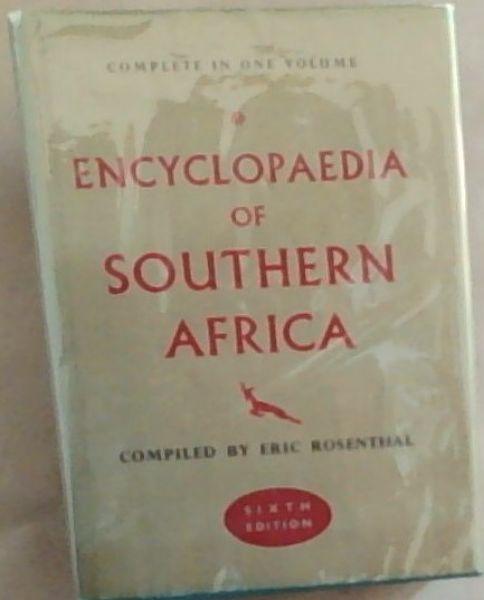 COMPLETE IN ONE VOLUME
ENCYCLOPAEDIA
OF
SOUTHERN
AFRICA
COMPILED BY ERIC ROSENTHAL
SIXTH
EDITION